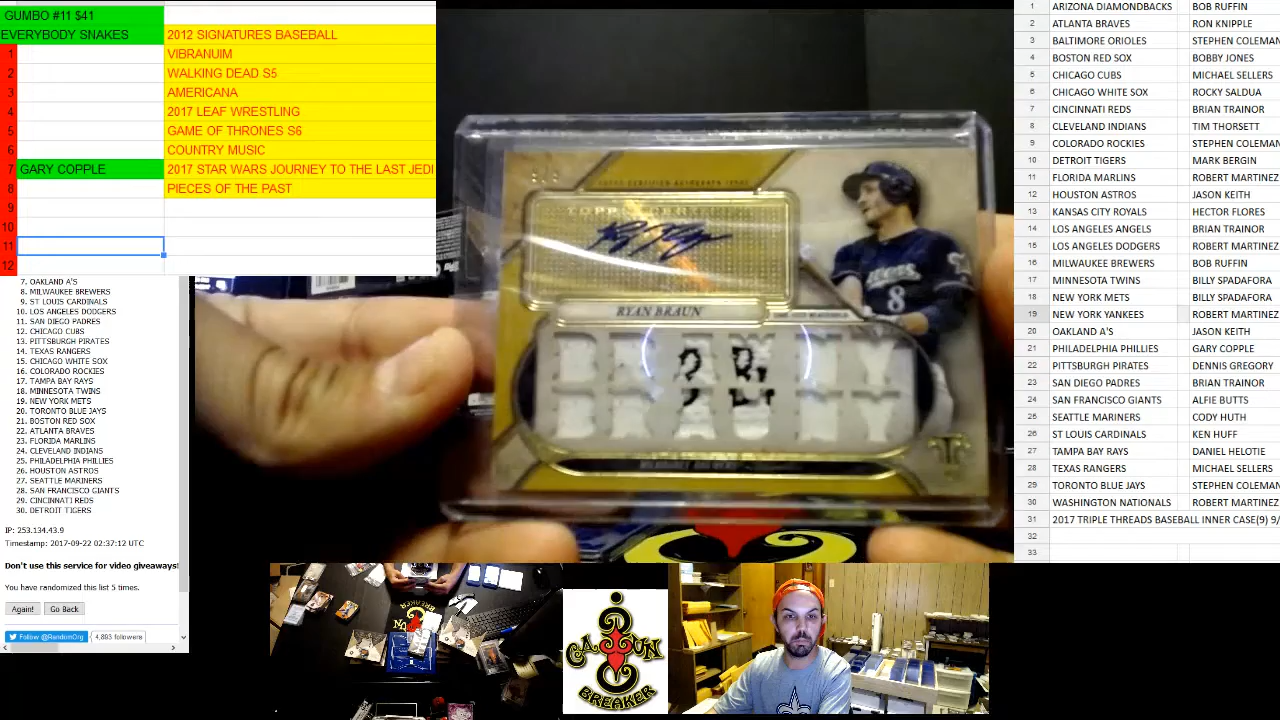 GUMBO #11 $41
EVERYBODY SNAKES
2012 SIGNATURES BASEBALL
1 VIBRANUIM
2 WALKING DEAD S5
3 AMERICANA
4 2017 LEAF WRESTLING
5 GAME OF THRONES S6
6 COUNTRY MUSIC
7 GARY COPPLE 2017 STAR WARS JOURNEY TO THE LAST JEDI
8 PIECES OF THE PAST
9
10
11
12
7. OAKLAND A'S
8. MILWAUKEE BREWERS
9. ST LOUIS CARDINALS
10. LOS ANGELES DODGERS
11. SAN DIEGO PADRES
12. CHICAGO CUBS
13. PITTSBURGH PIRATES
14. TEXAS RANGERS
15. CHICAGO WHITE SOX
16. COLORADO ROCKIES
17. TAMPA BAY RAYS
18. MINNESOTA TWINS
19. NEW YORK METS
20. TORONTO BLUE JAYS
21. BOSTON RED SOX
22. ATLANTA BRAVES
23. FLORIDA MARLINS
24. CLEVELAND INDIANS
25. PHILADELPHIA PHILLIES
26. HOUSTON ASTROS
27. SEATTLE MARINERS
28. SAN FRANCISCO GIANTS
29. CINCINNATI REDS
30. DETROIT TIGERS
IP: 253.134.43.9
Timestamp: 2017-09-22 02:37:12 UTC
Don't use this service for video giveaways!
You have randomized this list 5 times.
Again! Go Back
Follow @RandomOrg 4,893 followers
RYAN BRAUN
8
CAJUN
BREAKER
1 ARIZONA DIAMONDBACKS BOB RUFFIN
2 ATLANTA BRAVES RON KNIPPLE
3 BALTIMORE ORIOLES STEPHEN COLEMAN
4 BOSTON RED SOX BOBBY JONES
5 CHICAGO CUBS MICHAEL SELLERS
6 CHICAGO WHITE SOX ROCKY SALDUA
7 CINCINNATI REDS BRIAN TRAINOR
8 CLEVELAND INDIANS TIM THORSETT
9 COLORADO ROCKIES STEPHEN COLEMAN
10 DETROIT TIGERS MARK BERGIN
11 FLORIDA MARLINS ROBERT MARTINEZ
12 HOUSTON ASTROS JASON KEITH
13 KANSAS CITY ROYALS HECTOR FLORES
14 LOS ANGELES ANGELS BRIAN TRAINOR
15 LOS ANGELES DODGERS ROBERT MARTINEZ
16 MILWAUKEE BREWERS BOB RUFFIN
17 MINNESOTA TWINS BILLY SPADAFORA
18 NEW YORK METS BILLY SPADAFORA
19 NEW YORK YANKEES ROBERT MARTINEZ
20 OAKLAND A'S JASON KEITH
21 PHILADELPHIA PHILLIES GARY COPPLE
22 PITTSBURGH PIRATES DENNIS GREGORY
23 SAN DIEGO PADRES BRIAN TRAINOR
24 SAN FRANCISCO GIANTS ALFIE BUTTS
25 SEATTLE MARINERS CODY HUTH
26 ST LOUIS CARDINALS KEN HUFF
27 TAMPA BAY RAYS DANIEL HELOTIE
28 TEXAS RANGERS MICHAEL SELLERS
29 TORONTO BLUE JAYS STEPHEN COLEMAN
30 WASHINGTON NATIONALS ROBERT MARTINEZ
31 2017 TRIPLE THREADS BASEBALL INNER CASE(9) 9/
32
33